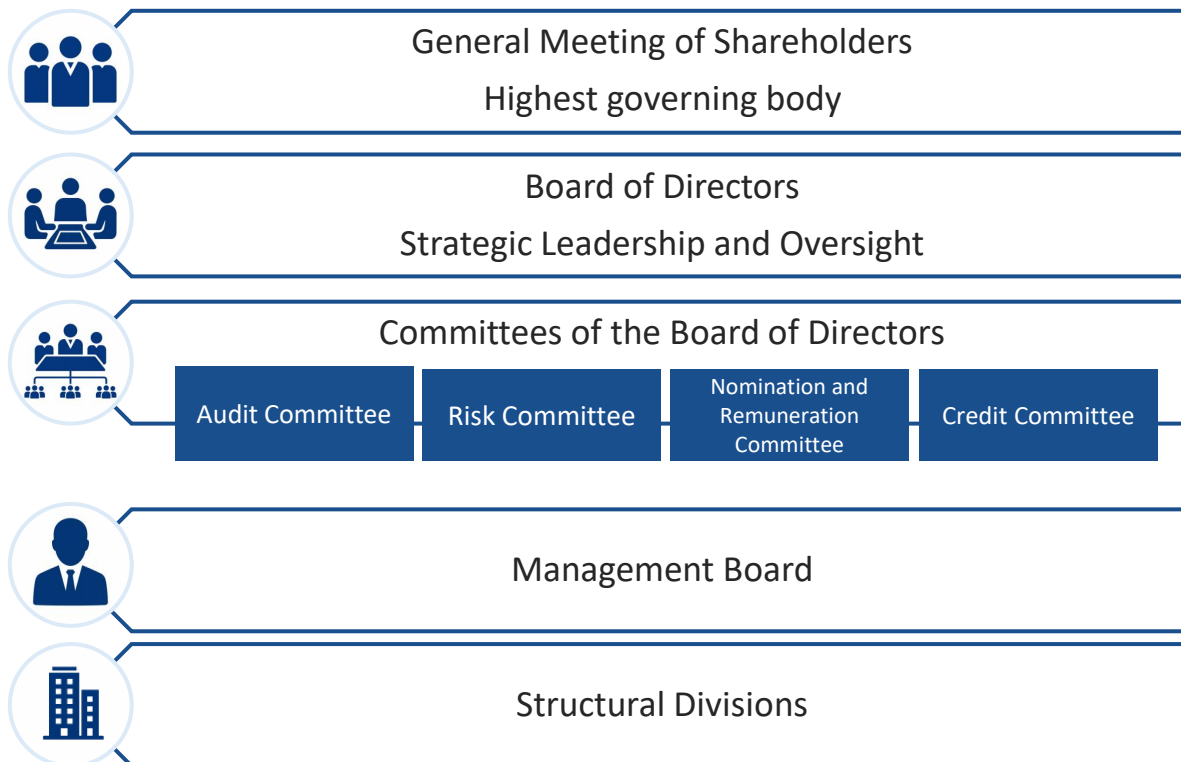 General Meeting of Shareholders
Highest governing body
Board of Directors
Strategic Leadership and Oversight
Committees of the Board of Directors
Audit Committee
Risk Committee
Nomination and
Remuneration
Committee
Credit Committee
Management Board
Structural Divisions